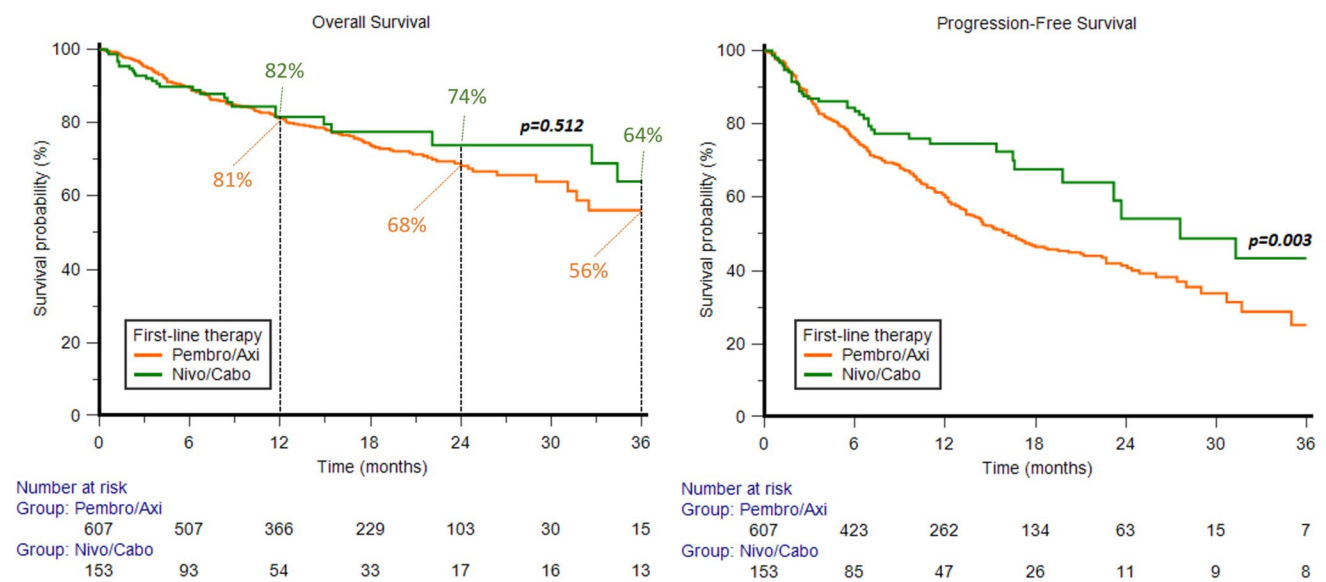 Overall Survival
100
80
60
40
20
0
Survival probability (%)
82%
74%
64%
p=0.512
81%
68%
56%
First-line therapy
Pembro/Axi
Nivo/Cabo
0 6 12 18 24 30 36
Time (months)
Number at risk
Group: Pembro/Axi
607 507 366 229 103 30 15
Group: Nivo/Cabo
153 93 54 33 17 16 13
Progression-Free Survival
100
80
60
40
20
0
Survival probability (%)
p=0.003
First-line therapy
Pembro/Axi
Nivo/Cabo
0 6 12 18 24 30 36
Time (months)
Number at risk
Group: Pembro/Axi
607 423 262 134 63 15 7
Group: Nivo/Cabo
153 85 47 26 11 9 8